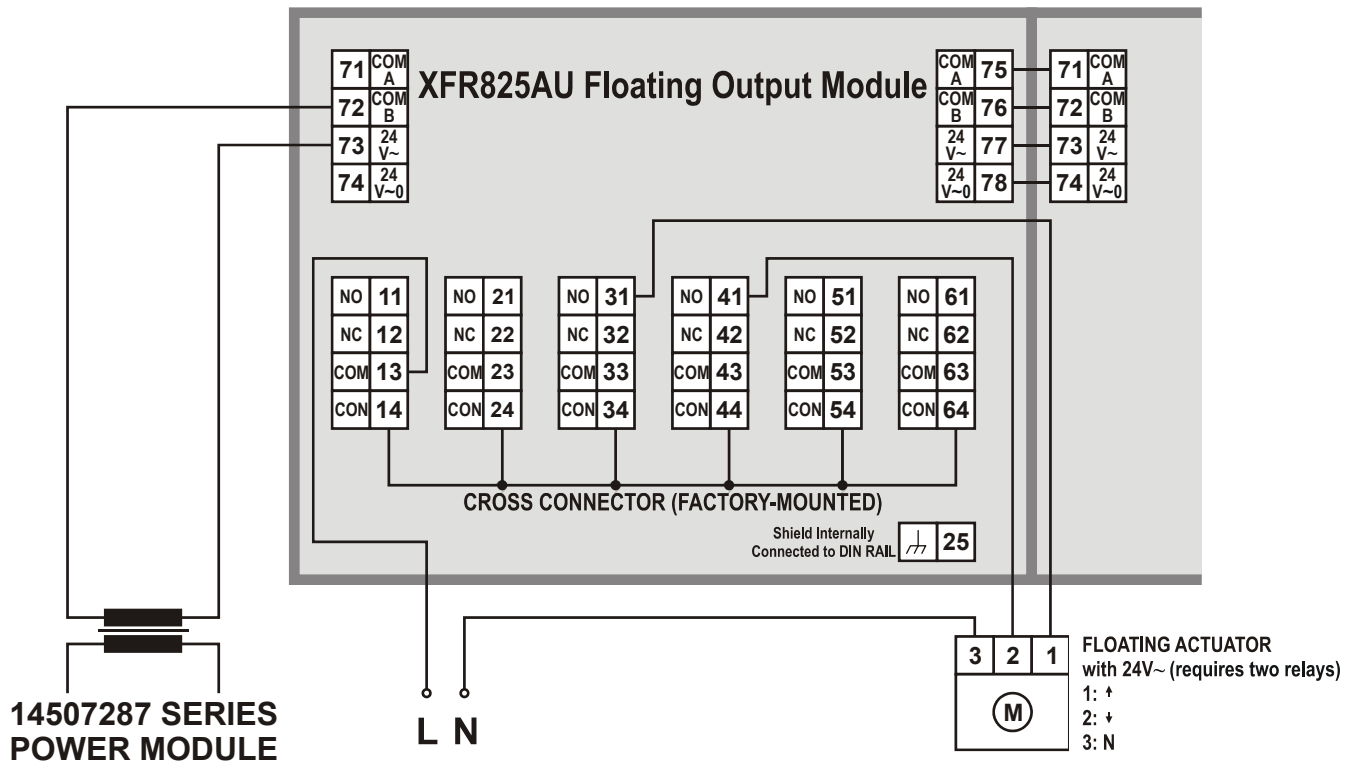 XFR825AU Floating Output Module
71 COM A
72 COM B
73 24 V~
74 24 V~0
COM A 75
COM B 76
24 V~ 77
24 V~0 78
71 COM A
72 COM B
73 24 V~
74 24 V~0
NO 11 NO 21 NO 31 NO 41 NO 51 NO 61
NC 12 NC 22 NC 32 NC 42 NC 52 NC 62
COM 13 COM 23 COM 33 COM 43 COM 53 COM 63
CON 14 CON 24 CON 34 CON 44 CON 54 CON 64
CROSS CONNECTOR (FACTORY-MOUNTED)
Shield Internally
Connected to DIN RAIL
25
14507287 SERIES
POWER MODULE
L N
3 2 1
M
FLOATING ACTUATOR
with 24V~ (requires two relays)
1: ↑
2: ↓
3: N